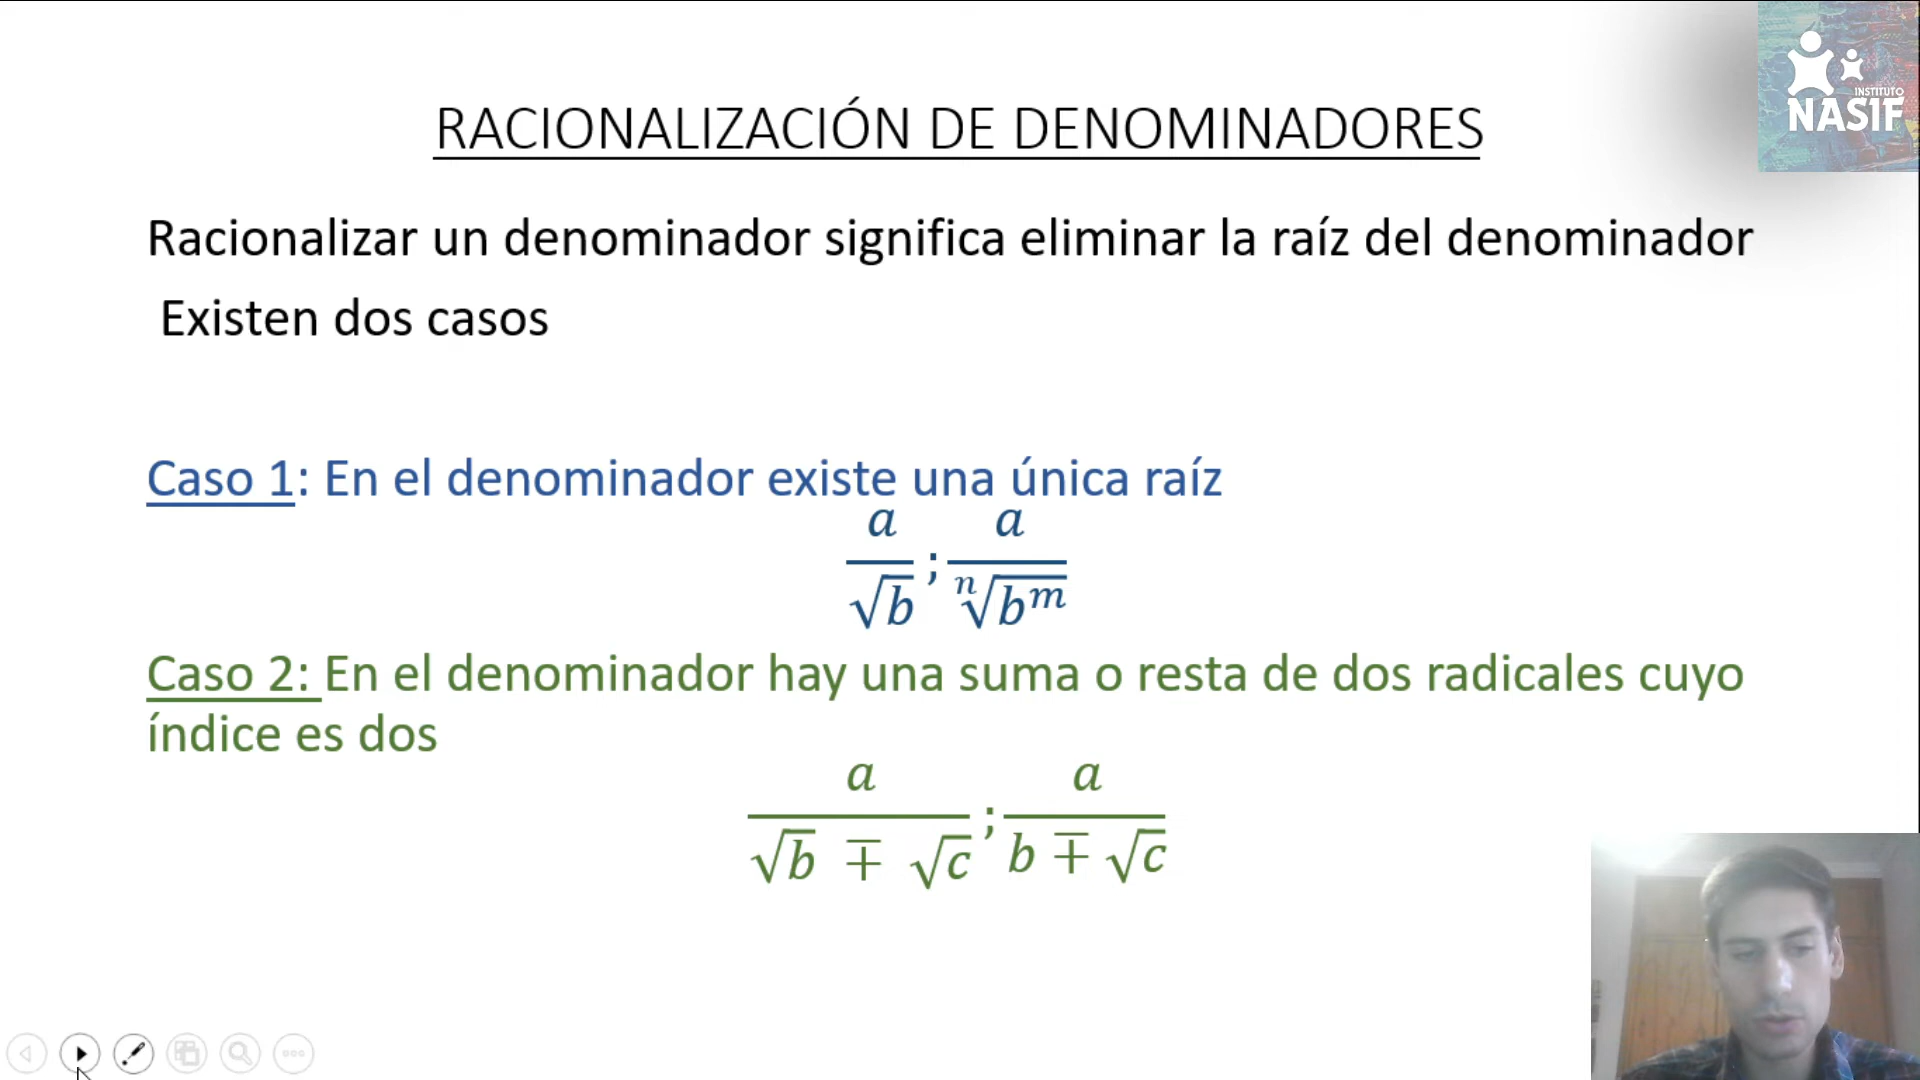 INSTITUTO
NASIF
RACIONALIZACIÓN DE DENOMINADORES
Racionalizar un denominador significa eliminar la raíz del denominador
Existen dos casos
Caso 1: En el denominador existe una única raíz
a/√b ; a/ⁿ√bᵐ
Caso 2: En el denominador hay una suma o resta de dos radicales cuyo
índice es dos
a/(√b ∓ √c) ; a/(b ∓ √c)